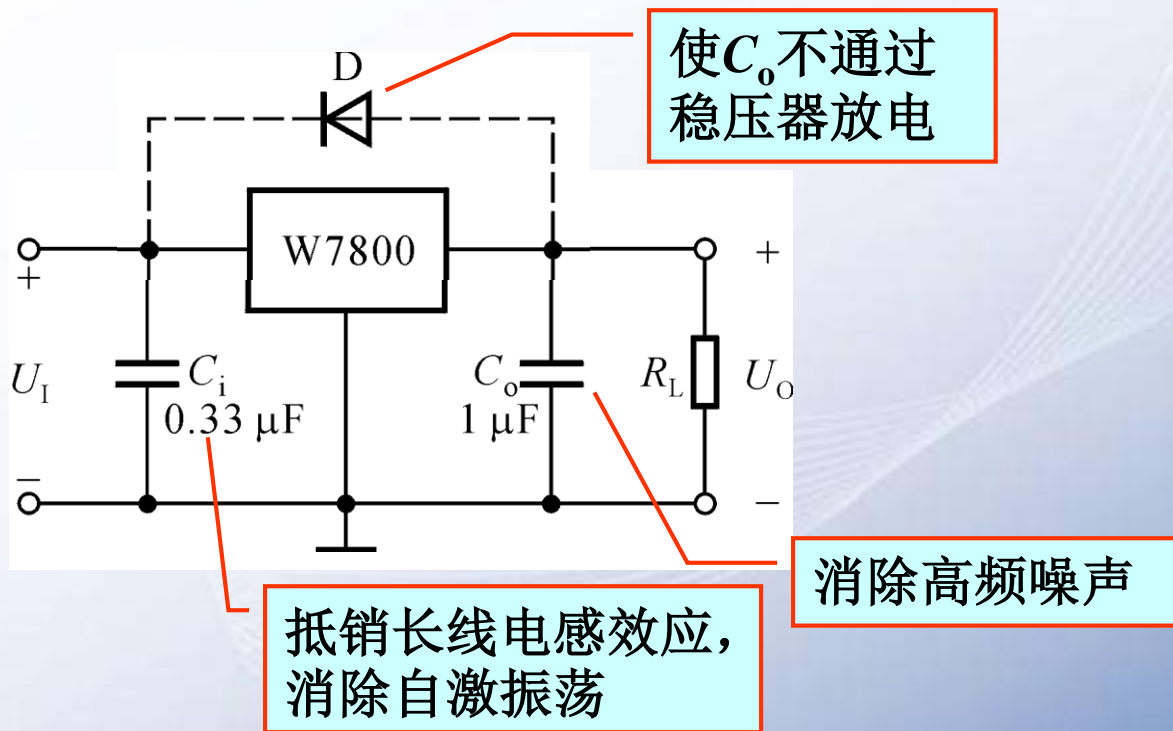 使Co不通过
稳压器放电
D
W7800
+
+
UI
Ci
0.33 μF
Co
1 μF
RL
UO
−
−
消除高频噪声
抵销长线电感效应，
消除自激振荡